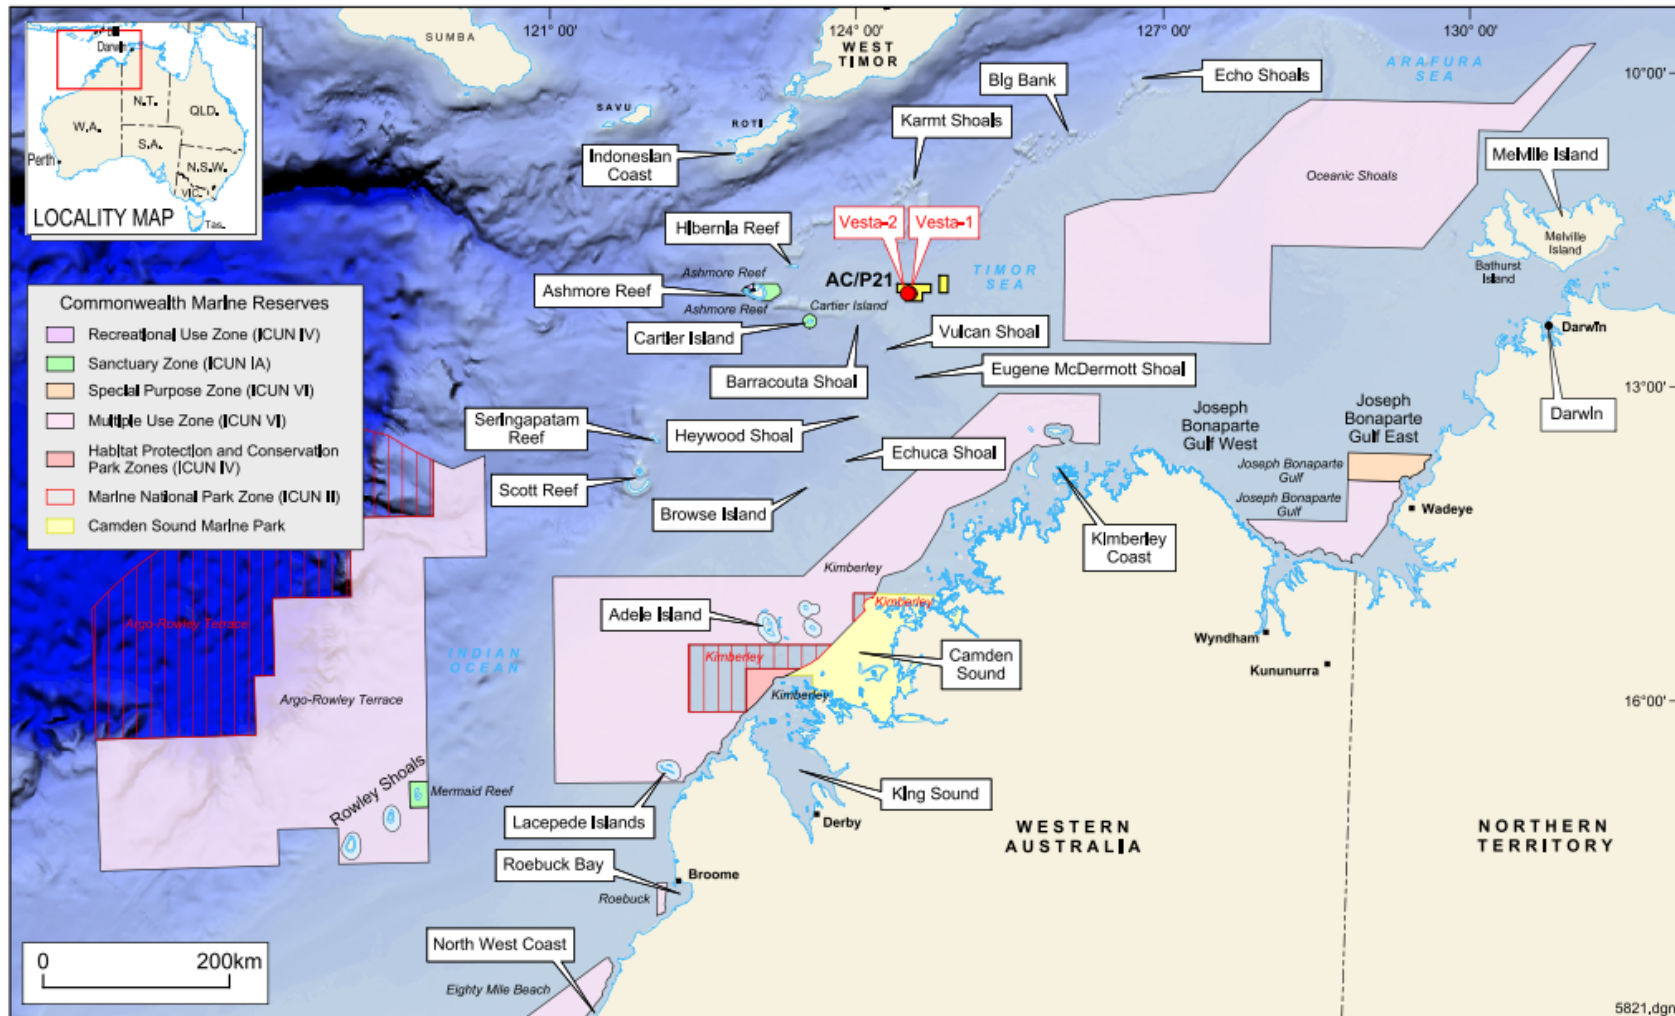 121° 00'
124° 00'
127° 00'
130° 00'
10° 00'
13° 00'
16° 00'
Darwin
N.T.
QLD.
W.A.
S.A.
N.S.W.
VIC.
Perth
Tas.
LOCALITY MAP
SUMBA
WEST
TIMOR
SAVU
ROTI
ARAFURA
SEA
Big Bank
Echo Shoals
Karmt Shoals
Indonesian
Coast
Melville Island
Oceanic Shoals
Melville
Island
Bathurst
Island
Hibernia Reef
Vesta-2
Vesta-1
Ashmore Reef
Ashmore Reef
Ashmore Reef
AC/P21
TIMOR
SEA
Cartier Island
Cartier Island
Vulcan Shoal
Barracouta Shoal
Eugene McDermott Shoal
Darwin
Darwin
Commonwealth Marine Reserves
Recreational Use Zone (ICUN IV)
Sanctuary Zone (ICUN IA)
Special Purpose Zone (ICUN VI)
Multiple Use Zone (ICUN VI)
Habitat Protection and Conservation
Park Zones (ICUN IV)
Marine National Park Zone (ICUN II)
Camden Sound Marine Park
Seringapatam
Reef
Heywood Shoal
Scott Reef
Echuca Shoal
Browse Island
Joseph
Bonaparte
Gulf West
Joseph
Bonaparte
Gulf East
Joseph Bonaparte
Gulf
Joseph Bonaparte
Gulf
Wadeye
Kimberley
Coast
Kimberley
Kimberley
Adele Island
Kimberley
Kimberley
Camden
Sound
Wyndham
Kununurra
Argo-Rowley Terrace
INDIAN
OCEAN
Argo-Rowley Terrace
Rowley Shoals
Mermaid Reef
Lacepede Islands
King Sound
Derby
WESTERN
AUSTRALIA
NORTHERN
TERRITORY
Roebuck Bay
Broome
Roebuck
North West Coast
Eighty Mile Beach
0 200km
5821.dgn